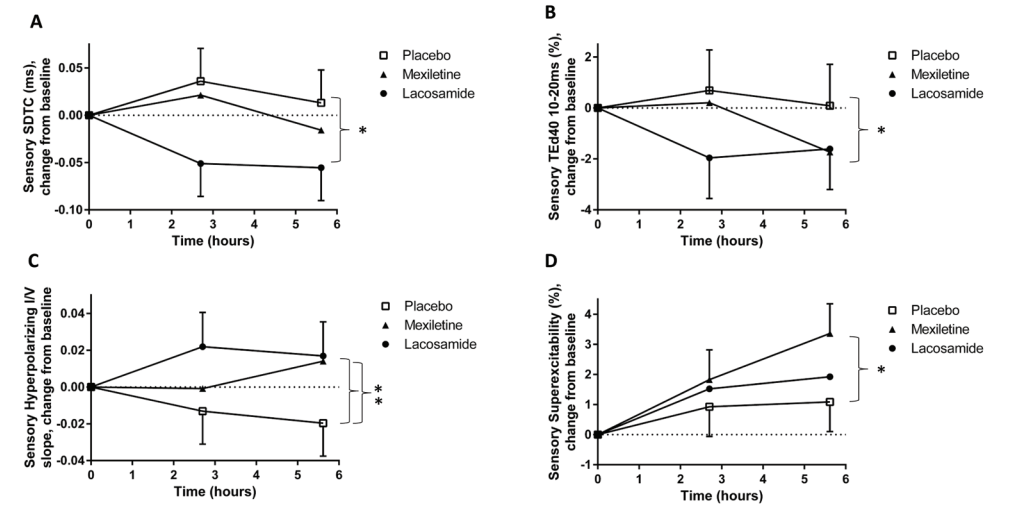 A
Sensory SDTC (ms),
change from baseline
0.05
0.00
-0.05
-0.10
0 1 2 3 4 5 6
Time (hours)
Placebo
Mexiletine
Lacosamide
*
B
Sensory TEd40 10-20ms (%),
change from baseline
2
0
-2
-4
0 1 2 3 4 5 6
Time (hours)
Placebo
Mexiletine
Lacosamide
*
C
Sensory Hyperpolarizing I/V
slope, change from baseline
0.04
0.02
0.00
-0.02
-0.04
0 1 2 3 4 5 6
Time (hours)
Placebo
Mexiletine
Lacosamide
*
*
D
Sensory Superexcitability (%),
change from baseline
4
3
2
1
0
-1
0 1 2 3 4 5 6
Time (hours)
Placebo
Mexiletine
Lacosamide
*